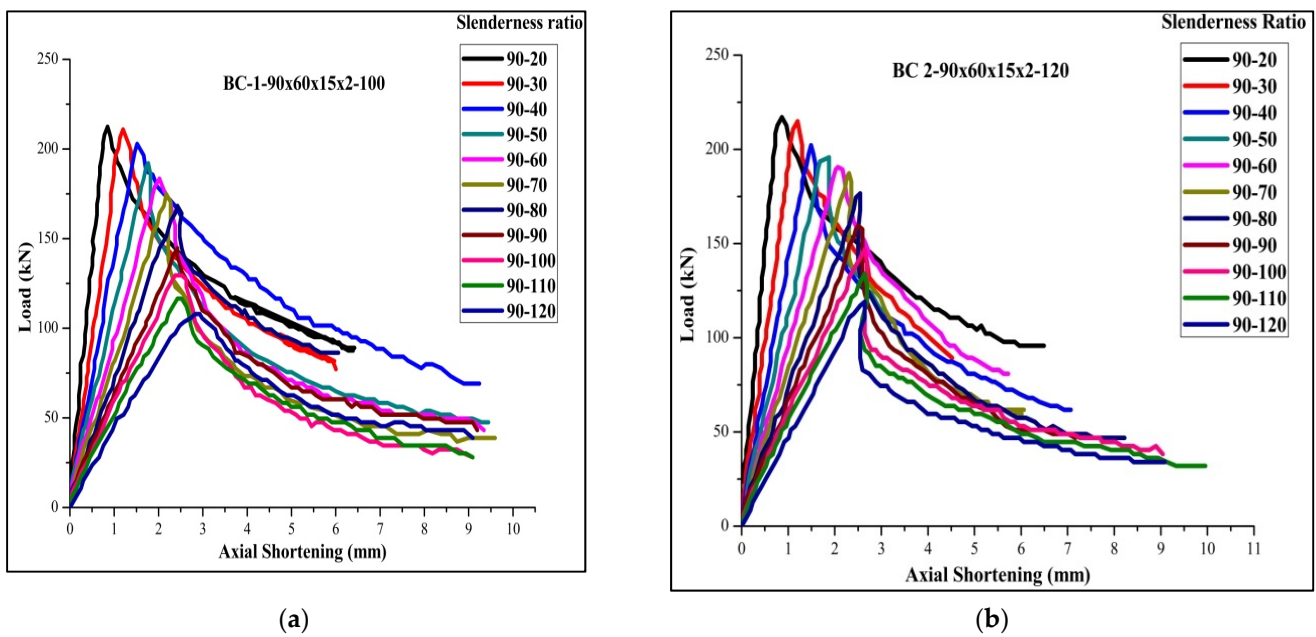 Slenderness ratio
90-20
90-30
90-40
90-50
90-60
90-70
90-80
90-90
90-100
90-110
90-120
BC-1-90x60x15x2-100
250
200
150
100
50
0
Load (kN)
0 1 2 3 4 5 6 7 8 9 10
Axial Shortening (mm)
(a)
Slenderness Ratio
90-20
90-30
90-40
90-50
90-60
90-70
90-80
90-90
90-100
90-110
90-120
BC 2-90x60x15x2-120
250
200
150
100
50
0
Load (kN)
0 1 2 3 4 5 6 7 8 9 10 11
Axial Shortening (mm)
(b)